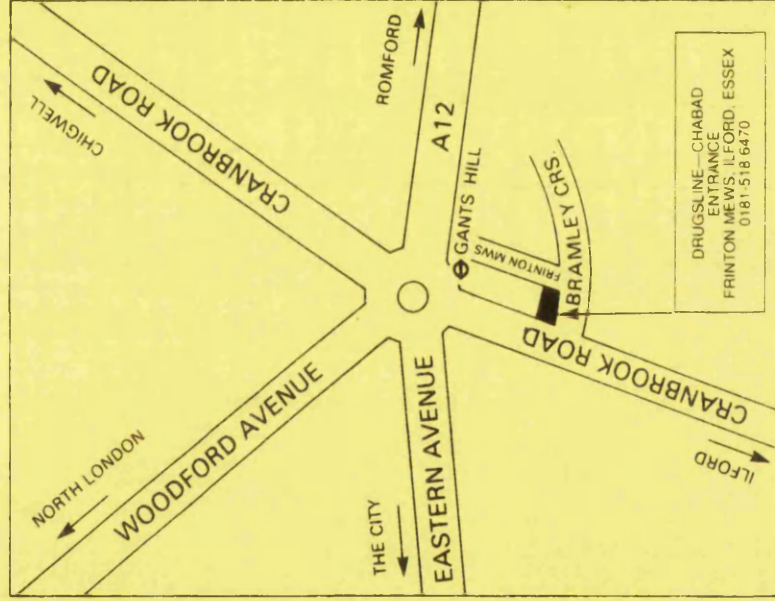 CHIGWELL
CRANBROOK ROAD
ROMFORD
A12
NORTH LONDON
WOODFORD AVENUE
THE CITY
EASTERN AVENUE
GANTS HILL
FRINTON MWS
BRAMLEY CRS.
CRANBROOK ROAD
ILFORD
DRUGSLINE—CHABAD
ENTRANCE
FRINTON MEWS, ILFORD, ESSEX
0181-518 6470